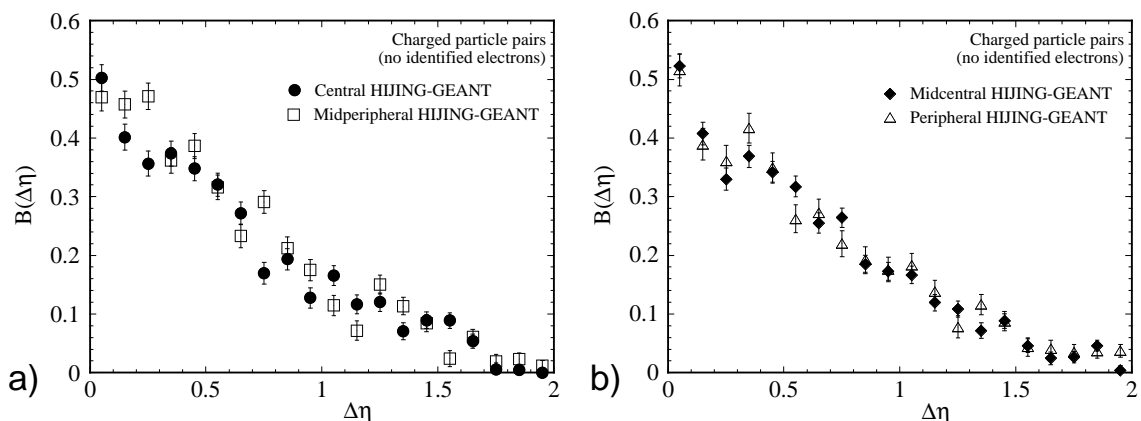 0.6
0.5
0.4
0.3
0.2
0.1
0
B(Δη)
Charged particle pairs
(no identified electrons)
Central HIJING-GEANT
Midperipheral HIJING-GEANT
a)
0 0.5 1 1.5 2
Δη
0.6
0.5
0.4
0.3
0.2
0.1
0
B(Δη)
Charged particle pairs
(no identified electrons)
Midcentral HIJING-GEANT
Peripheral HIJING-GEANT
b)
0 0.5 1 1.5 2
Δη